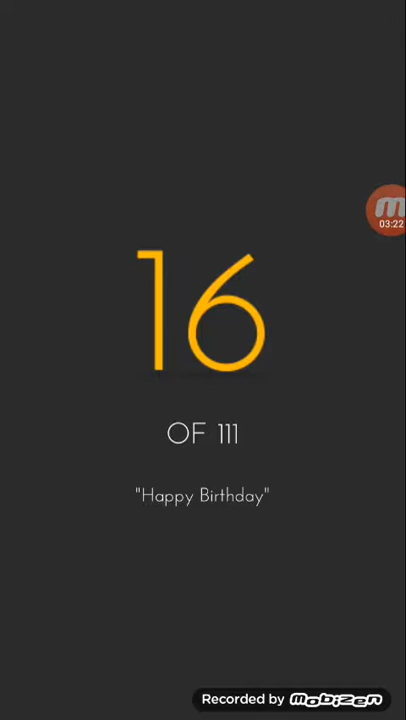 m
03:22
16
OF 111
"Happy Birthday"
Recorded by mobizen